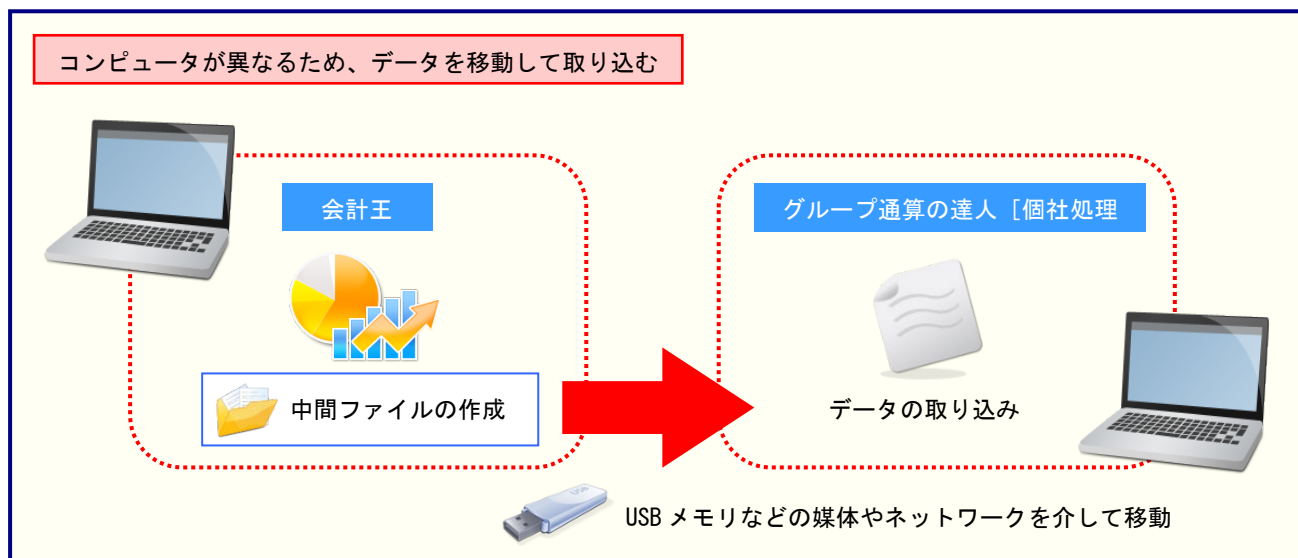 コンピュータが異なるため、データを移動して取り込む
会計王
グループ通算の達人［個社処理
中間ファイルの作成
データの取り込み
USB
USB メモリなどの媒体やネットワークを介して移動